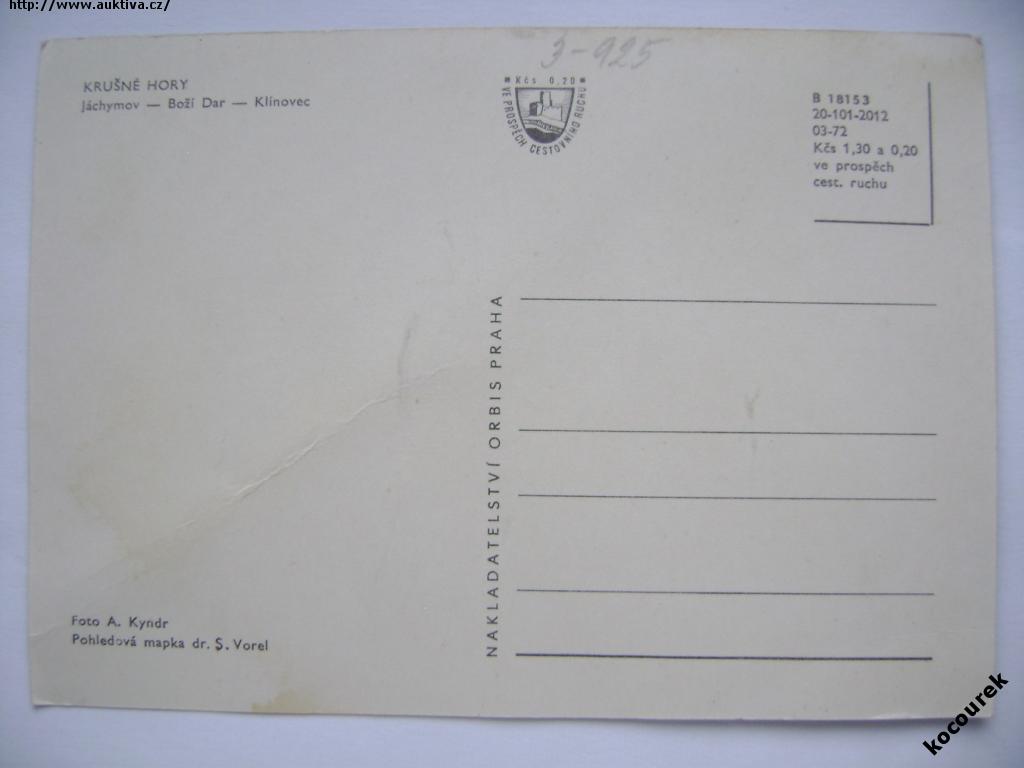 http://www.auktiva.cz/
3-925
KRUŠNÉ HORY
Jáchymov — Boží Dar — Klínovec
Kčs 0,20
VE PROSPĚCH CESTOVNÍHO RUCHU
B 18153
20-101-2012
03-72
Kčs 1,30 a 0,20
ve prospěch
cest. ruchu
NAKLADATELSTVÍ ORBIS PRAHA
Foto A. Kyndr
Pohledová mapka dr. S. Vorel
kocourek